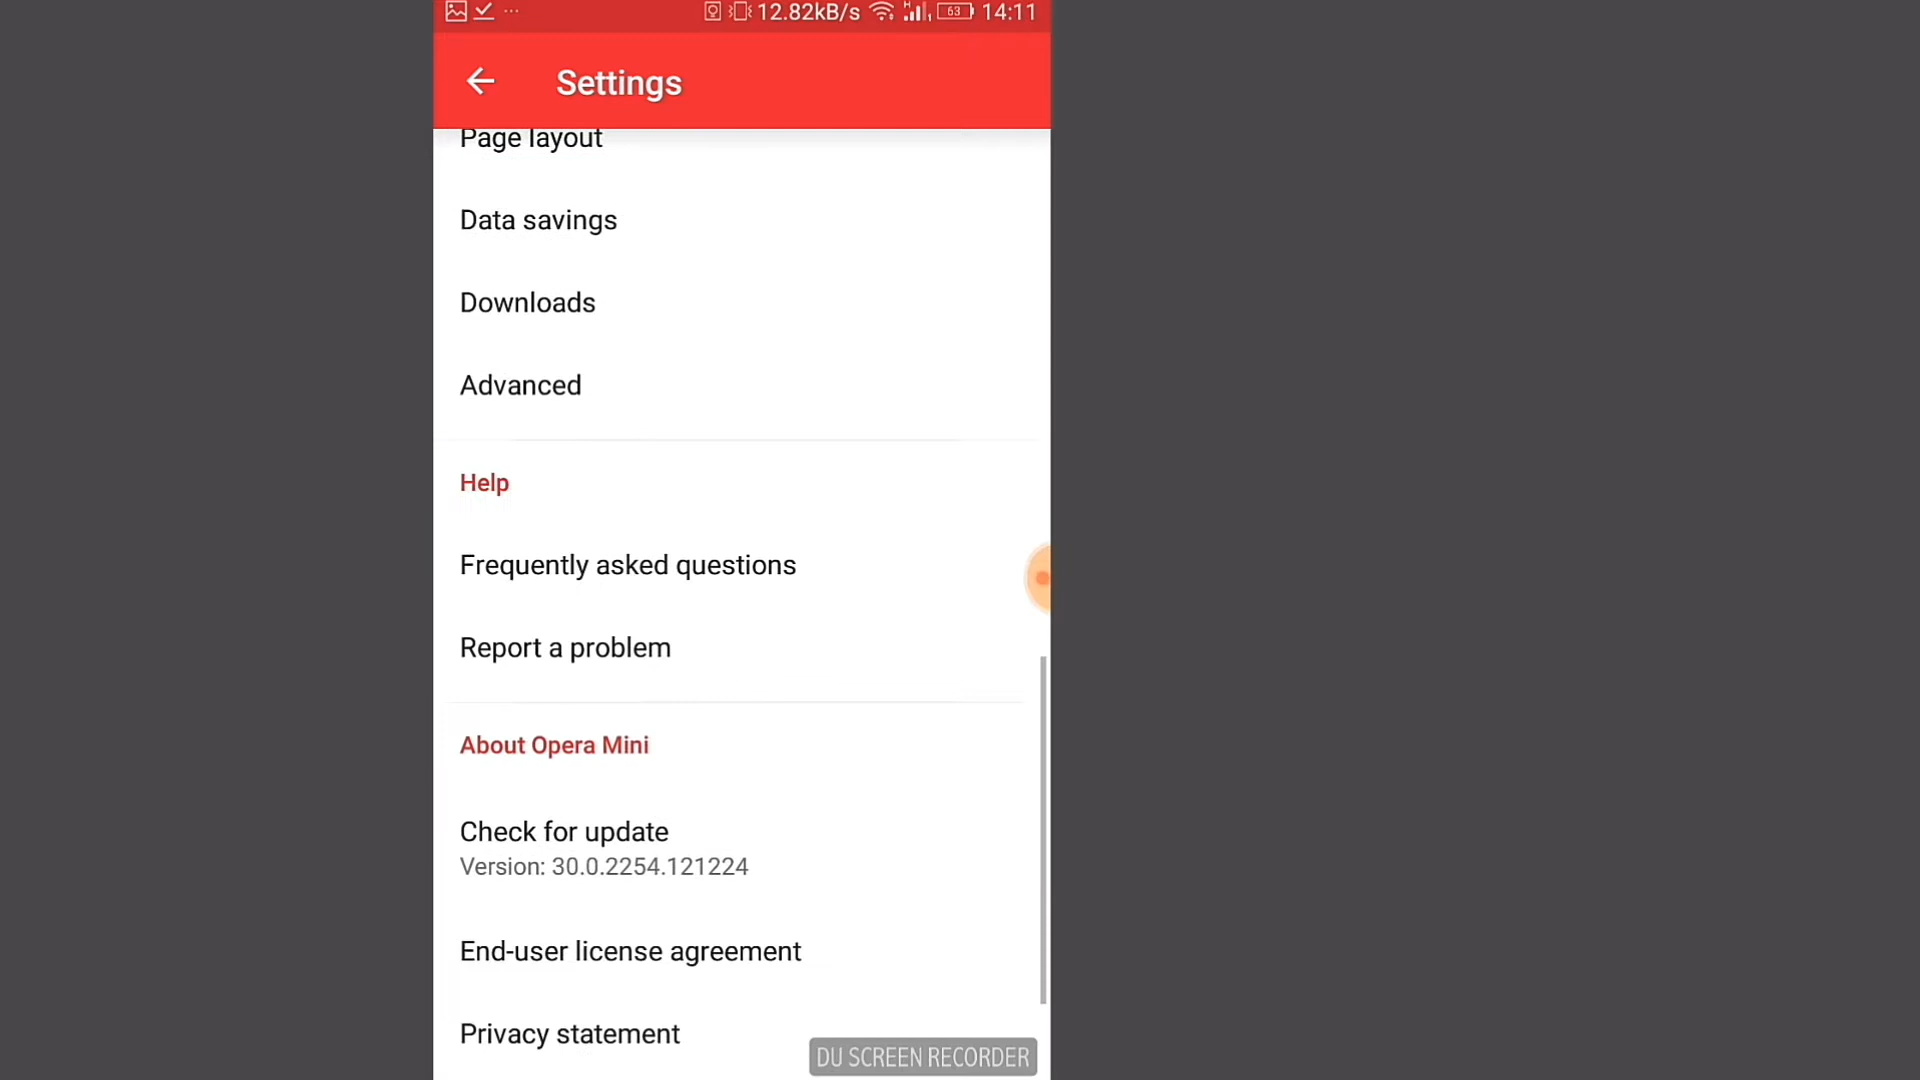 12.82kB/s H 63 14:11
Settings
Page layout
Data savings
Downloads
Advanced
Help
Frequently asked questions
Report a problem
About Opera Mini
Check for update
Version: 30.0.2254.121224
End-user license agreement
Privacy statement
DU SCREEN RECORDER